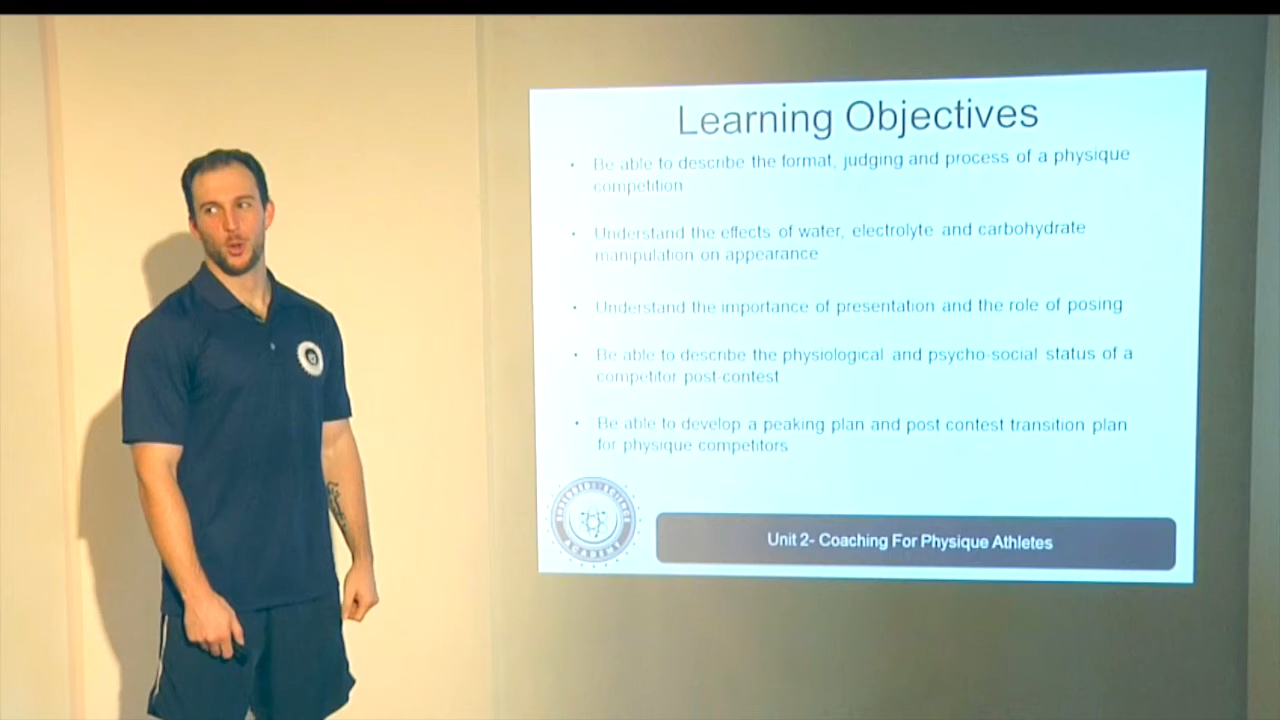 Learning Objectives
• Be able to describe the format, judging and process of a physique
competition
• Understand the effects of water, electrolyte and carbohydrate
manipulation on appearance
• Understand the importance of presentation and the role of posing
• Be able to describe the physiological and psycho-social status of a
competitor post-contest
• Be able to develop a peaking plan and post contest transition plan
for physique competitors
ACADEMY
Unit 2- Coaching For Physique Athletes